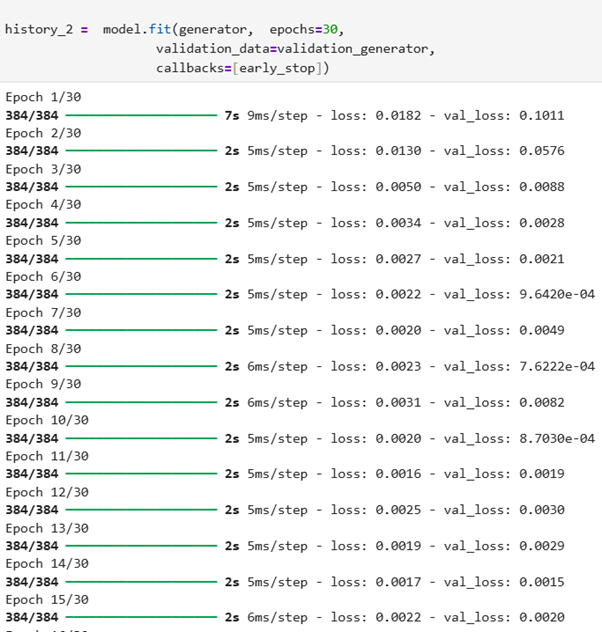 history_2 =  model.fit(generator,  epochs=30,
                   validation_data=validation_generator,
                   callbacks=[early_stop])
Epoch 1/30
384/384 ━━━━━━━━━━━━━━━━━━━━ 7s 9ms/step - loss: 0.0182 - val_loss: 0.1011
Epoch 2/30
384/384 ━━━━━━━━━━━━━━━━━━━━ 2s 5ms/step - loss: 0.0130 - val_loss: 0.0576
Epoch 3/30
384/384 ━━━━━━━━━━━━━━━━━━━━ 2s 5ms/step - loss: 0.0050 - val_loss: 0.0088
Epoch 4/30
384/384 ━━━━━━━━━━━━━━━━━━━━ 2s 5ms/step - loss: 0.0034 - val_loss: 0.0028
Epoch 5/30
384/384 ━━━━━━━━━━━━━━━━━━━━ 2s 5ms/step - loss: 0.0027 - val_loss: 0.0021
Epoch 6/30
384/384 ━━━━━━━━━━━━━━━━━━━━ 2s 5ms/step - loss: 0.0022 - val_loss: 9.6420e-04
Epoch 7/30
384/384 ━━━━━━━━━━━━━━━━━━━━ 2s 5ms/step - loss: 0.0020 - val_loss: 0.0049
Epoch 8/30
384/384 ━━━━━━━━━━━━━━━━━━━━ 2s 6ms/step - loss: 0.0023 - val_loss: 7.6222e-04
Epoch 9/30
384/384 ━━━━━━━━━━━━━━━━━━━━ 2s 6ms/step - loss: 0.0031 - val_loss: 0.0082
Epoch 10/30
384/384 ━━━━━━━━━━━━━━━━━━━━ 2s 5ms/step - loss: 0.0020 - val_loss: 8.7030e-04
Epoch 11/30
384/384 ━━━━━━━━━━━━━━━━━━━━ 2s 5ms/step - loss: 0.0016 - val_loss: 0.0019
Epoch 12/30
384/384 ━━━━━━━━━━━━━━━━━━━━ 2s 5ms/step - loss: 0.0025 - val_loss: 0.0030
Epoch 13/30
384/384 ━━━━━━━━━━━━━━━━━━━━ 2s 5ms/step - loss: 0.0019 - val_loss: 0.0029
Epoch 14/30
384/384 ━━━━━━━━━━━━━━━━━━━━ 2s 5ms/step - loss: 0.0017 - val_loss: 0.0015
Epoch 15/30
384/384 ━━━━━━━━━━━━━━━━━━━━ 2s 6ms/step - loss: 0.0022 - val_loss: 0.0020